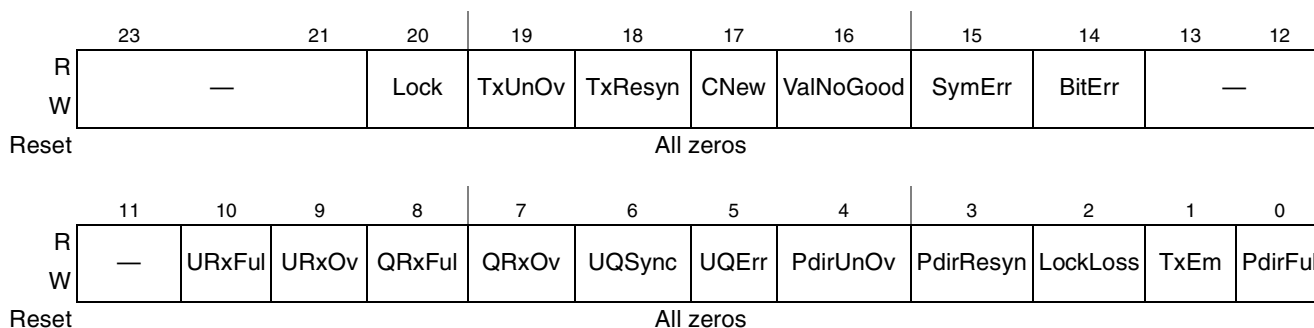 23 21 20 19 18 17 16 15 14 13 12
R
W
— Lock TxUnOv TxResyn CNew ValNoGood SymErr BitErr —
Reset All zeros
11 10 9 8 7 6 5 4 3 2 1 0
R
W
— URxFul URxOv QRxFul QRxOv UQSync UQErr PdirUnOv PdirResyn LockLoss TxEm PdirFul
Reset All zeros